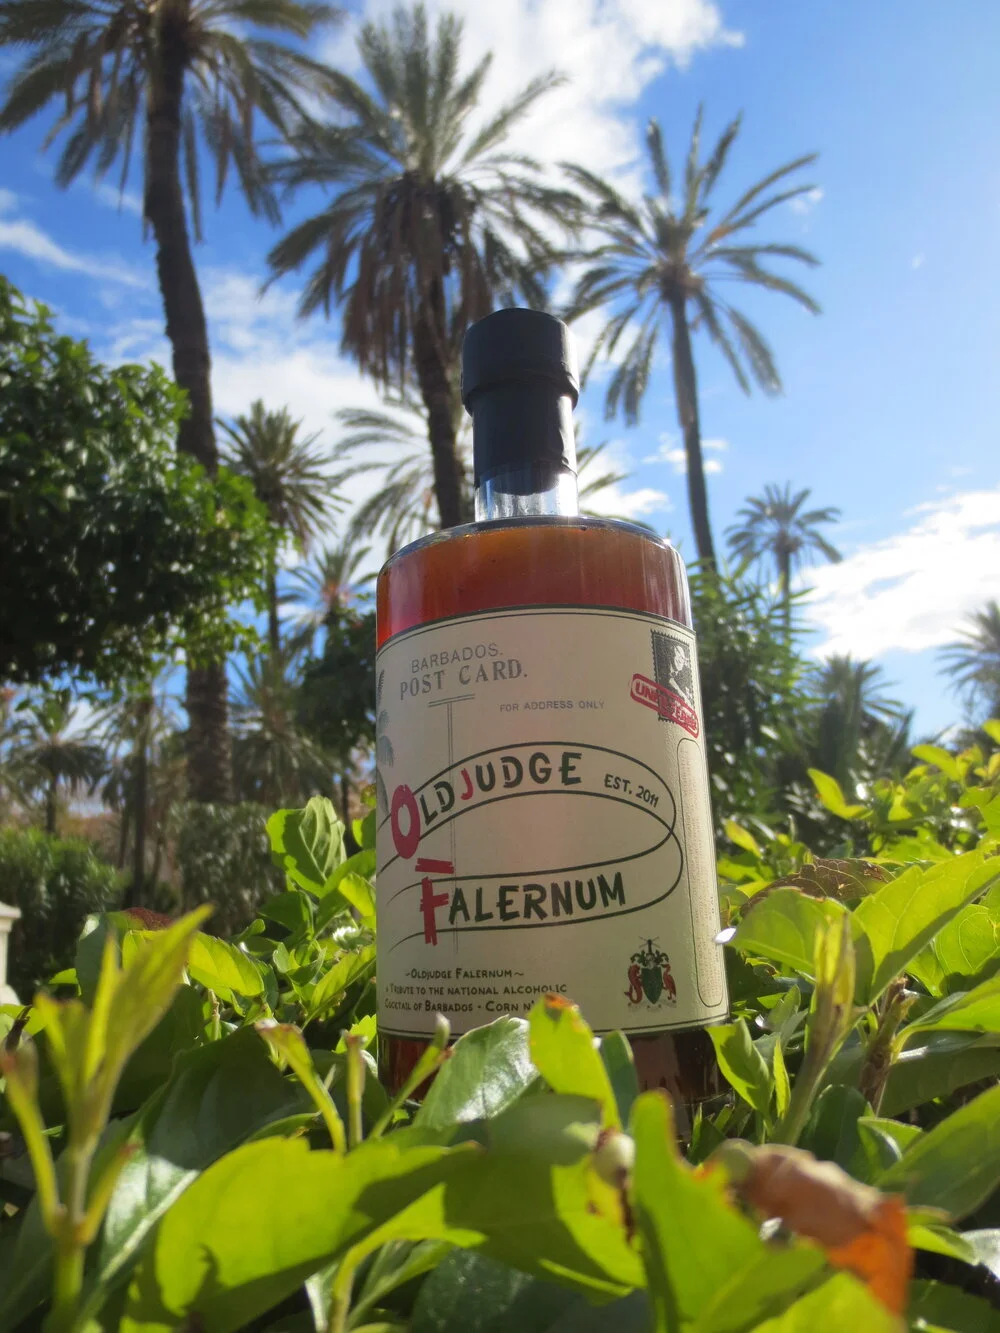 BARBADOS.
POST CARD.
FOR ADDRESS ONLY
OLDJUDGE
EST. 2011
FALERNUM
~OLDJUDGE FALERNUM~
TRIBUTE TO THE NATIONAL ALCOHOLIC
COCKTAIL OF BARBADOS - CORN